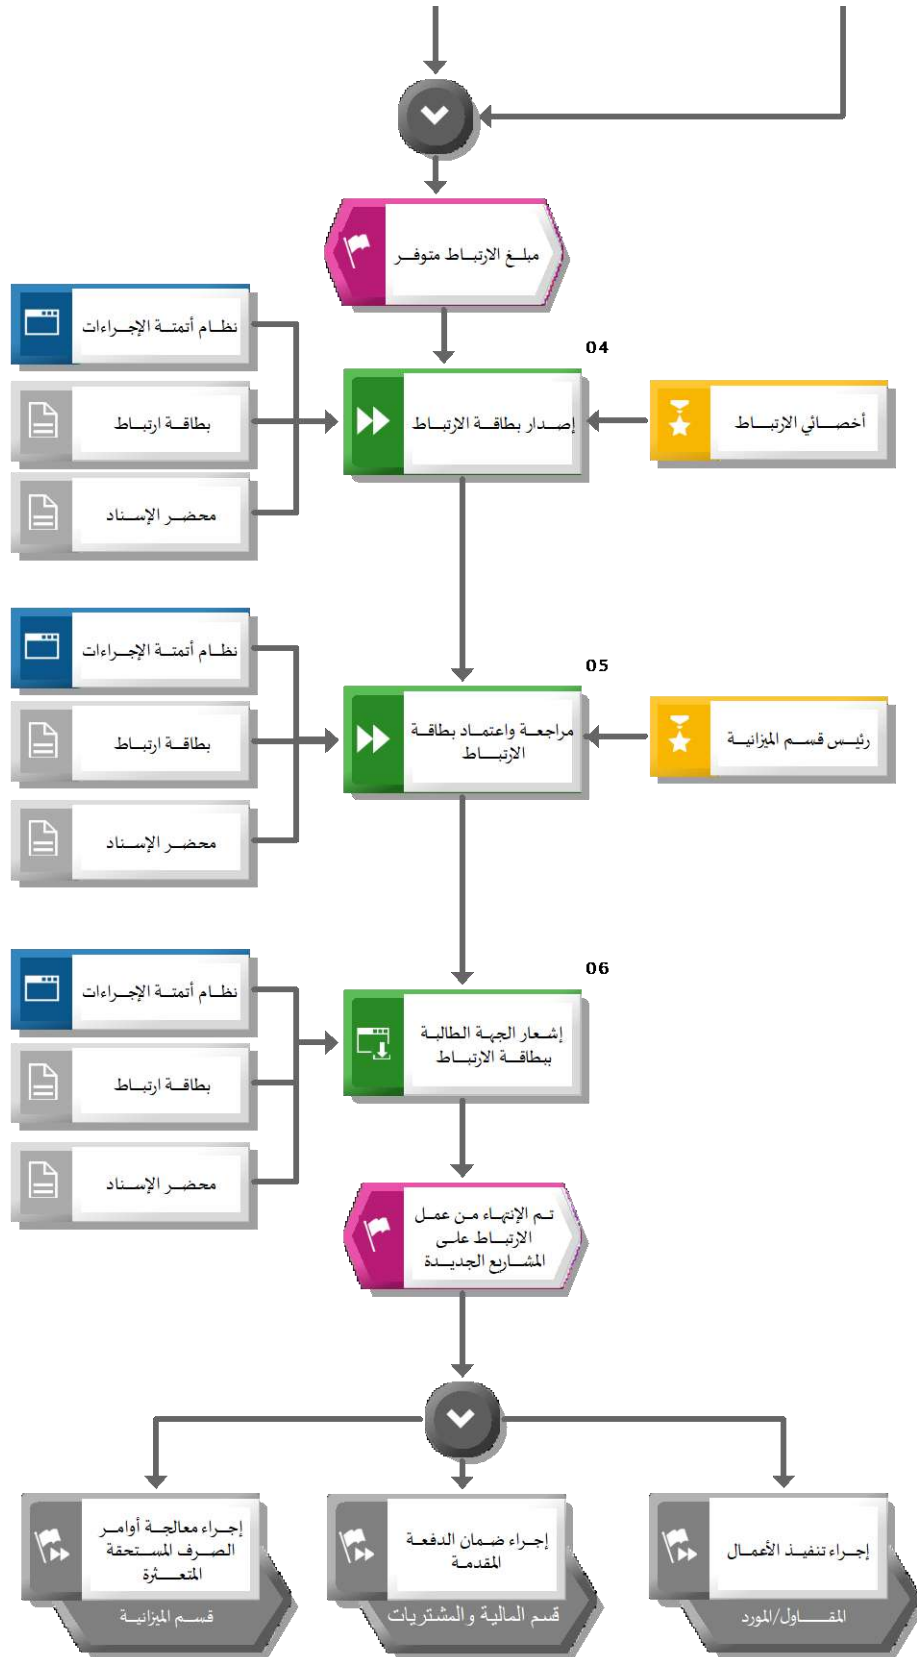 مبلغ الارتباط متوفر
04
أخصائي الارتباط
إصدار بطاقة الارتباط
نظام أتمتة الإجراءات
بطاقة ارتباط
محضر الإسناد
05
رئيس قسم الميزانية
مراجعة واعتماد بطاقة
الارتباط
نظام أتمتة الإجراءات
بطاقة ارتباط
محضر الإسناد
06
إشعار الجهة الطالبة
ببطاقة الارتباط
نظام أتمتة الإجراءات
بطاقة ارتباط
محضر الإسناد
تم الإنتهاء من عمل
الارتباط على
المشاريع الجديدة
إجراء تنفيذ الأعمال
المقاول/المورد
إجراء ضمان الدفعة
المقدمة
قسم المالية والمشتريات
إجراء معالجة أوامر
الصرف المستحقة
المتعثرة
قسم الميزانية